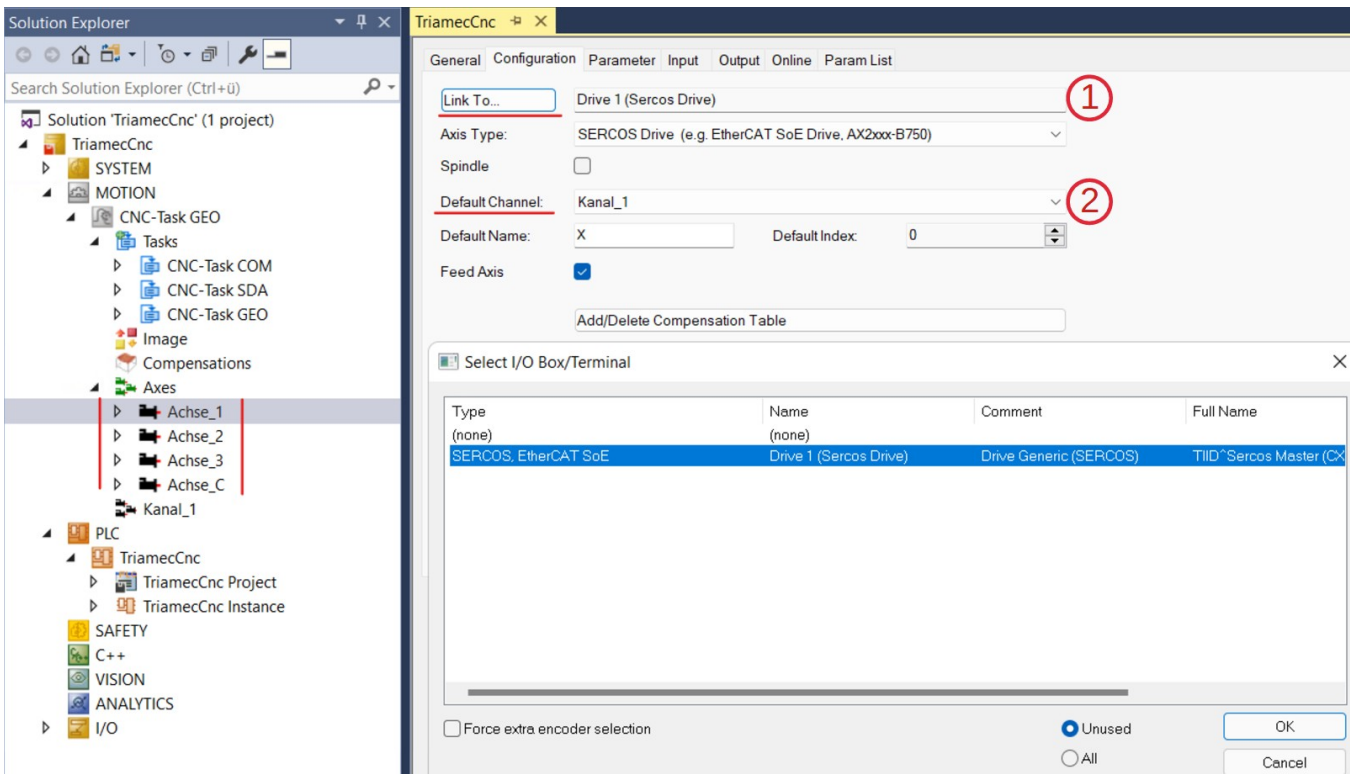 Solution Explorer
Search Solution Explorer (Ctrl+ü)
Solution 'TriamecCnc' (1 project)
TriamecCnc
SYSTEM
MOTION
CNC-Task GEO
Tasks
CNC-Task COM
CNC-Task SDA
CNC-Task GEO
Image
Compensations
Axes
Achse_1
Achse_2
Achse_3
Achse_C
Kanal_1
PLC
TriamecCnc
TriamecCnc Project
TriamecCnc Instance
SAFETY
C++
VISION
ANALYTICS
I/O
TriamecCnc
General Configuration Parameter Input Output Online Param List
Link To... Drive 1 (Sercos Drive) 1
Axis Type: SERCOS Drive (e.g. EtherCAT SoE Drive, AX2xxx-B750)
Spindle
Default Channel: Kanal_1 2
Default Name: X Default Index: 0
Feed Axis
Add/Delete Compensation Table
Select I/O Box/Terminal
Type Name Comment Full Name
(none) (none)
SERCOS, EtherCAT SoE Drive 1 (Sercos Drive) Drive Generic (SERCOS) TIID^Sercos Master (CX
Force extra encoder selection Unused OK
All Cancel